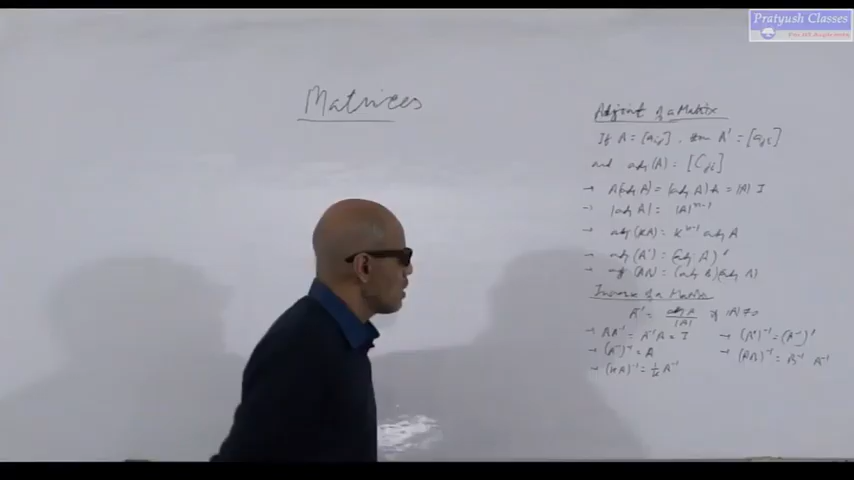 Pratyush Classes
Matrices
Adjoint of a Matrix
If A = [aij], then A' = [aji]
and adj(A) = [Cji]
→ A(adj A) = (adj A)A = |A| I
→ |adj A| = |A|ⁿ⁻¹
→ adj(KA) = Kⁿ⁻¹ adj A
→ adj(A') = (adj A)'
→ adj(AB) = (adj B)(adj A)
Inverse of a Matrix
A⁻¹ = adj A / |A| if |A| ≠ 0
→ AA⁻¹ = A⁻¹A = I → (A')⁻¹ = (A⁻¹)'
→ (A⁻¹)⁻¹ = A → (AB)⁻¹ = B⁻¹ A⁻¹
→ (KA)⁻¹ = 1/K A⁻¹